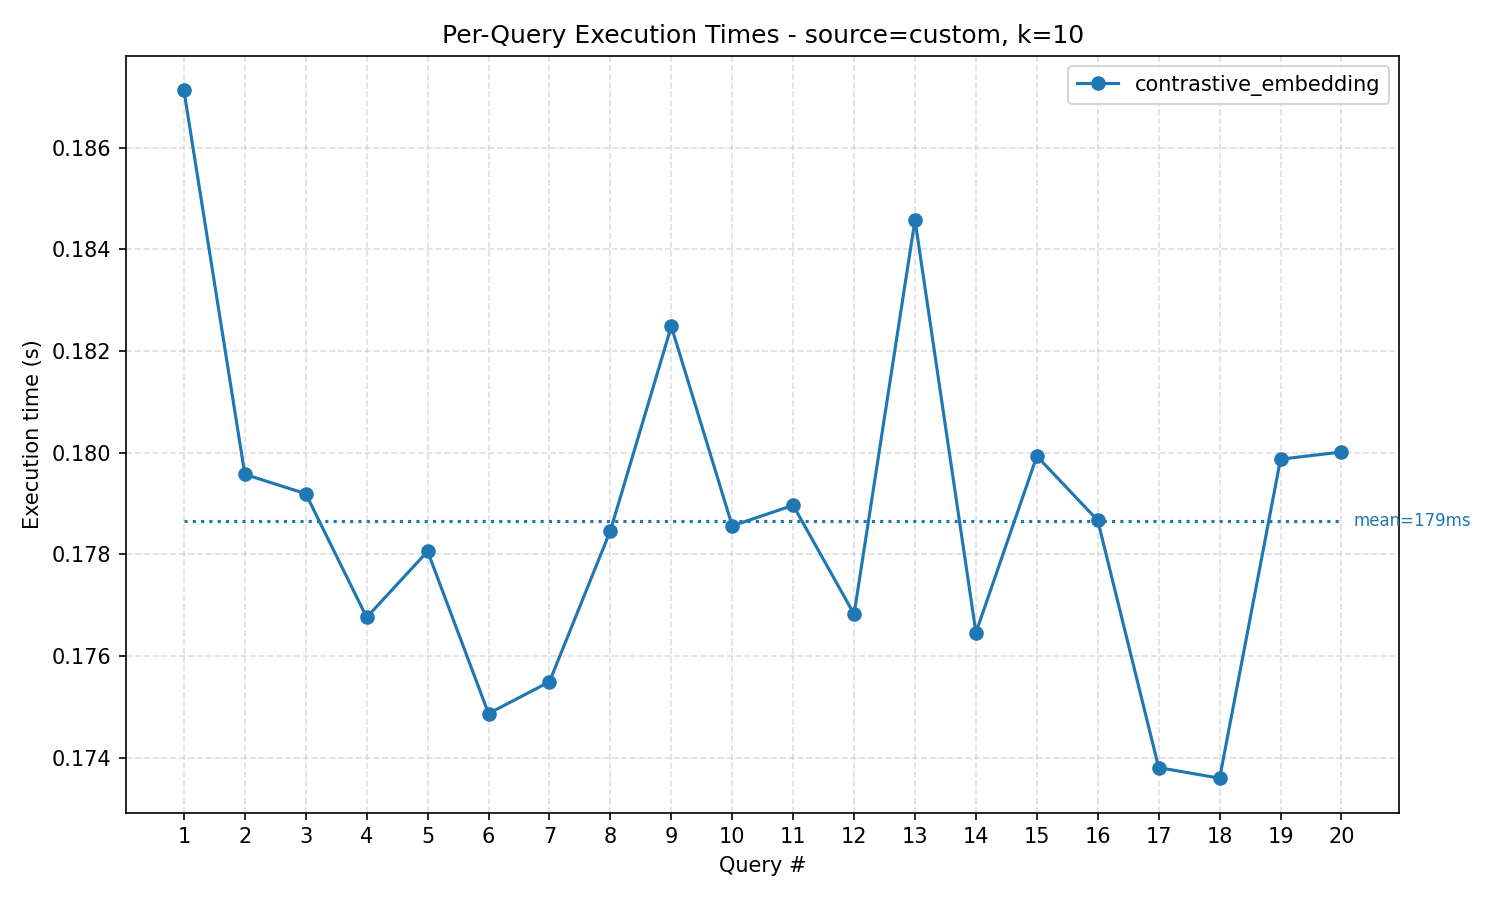 Per-Query Execution Times - source=custom, k=10
contrastive_embedding
0.186
0.184
0.182
0.180
0.178
0.176
0.174
Execution time (s)
mean=179ms
1 2 3 4 5 6 7 8 9 10 11 12 13 14 15 16 17 18 19 20
Query #